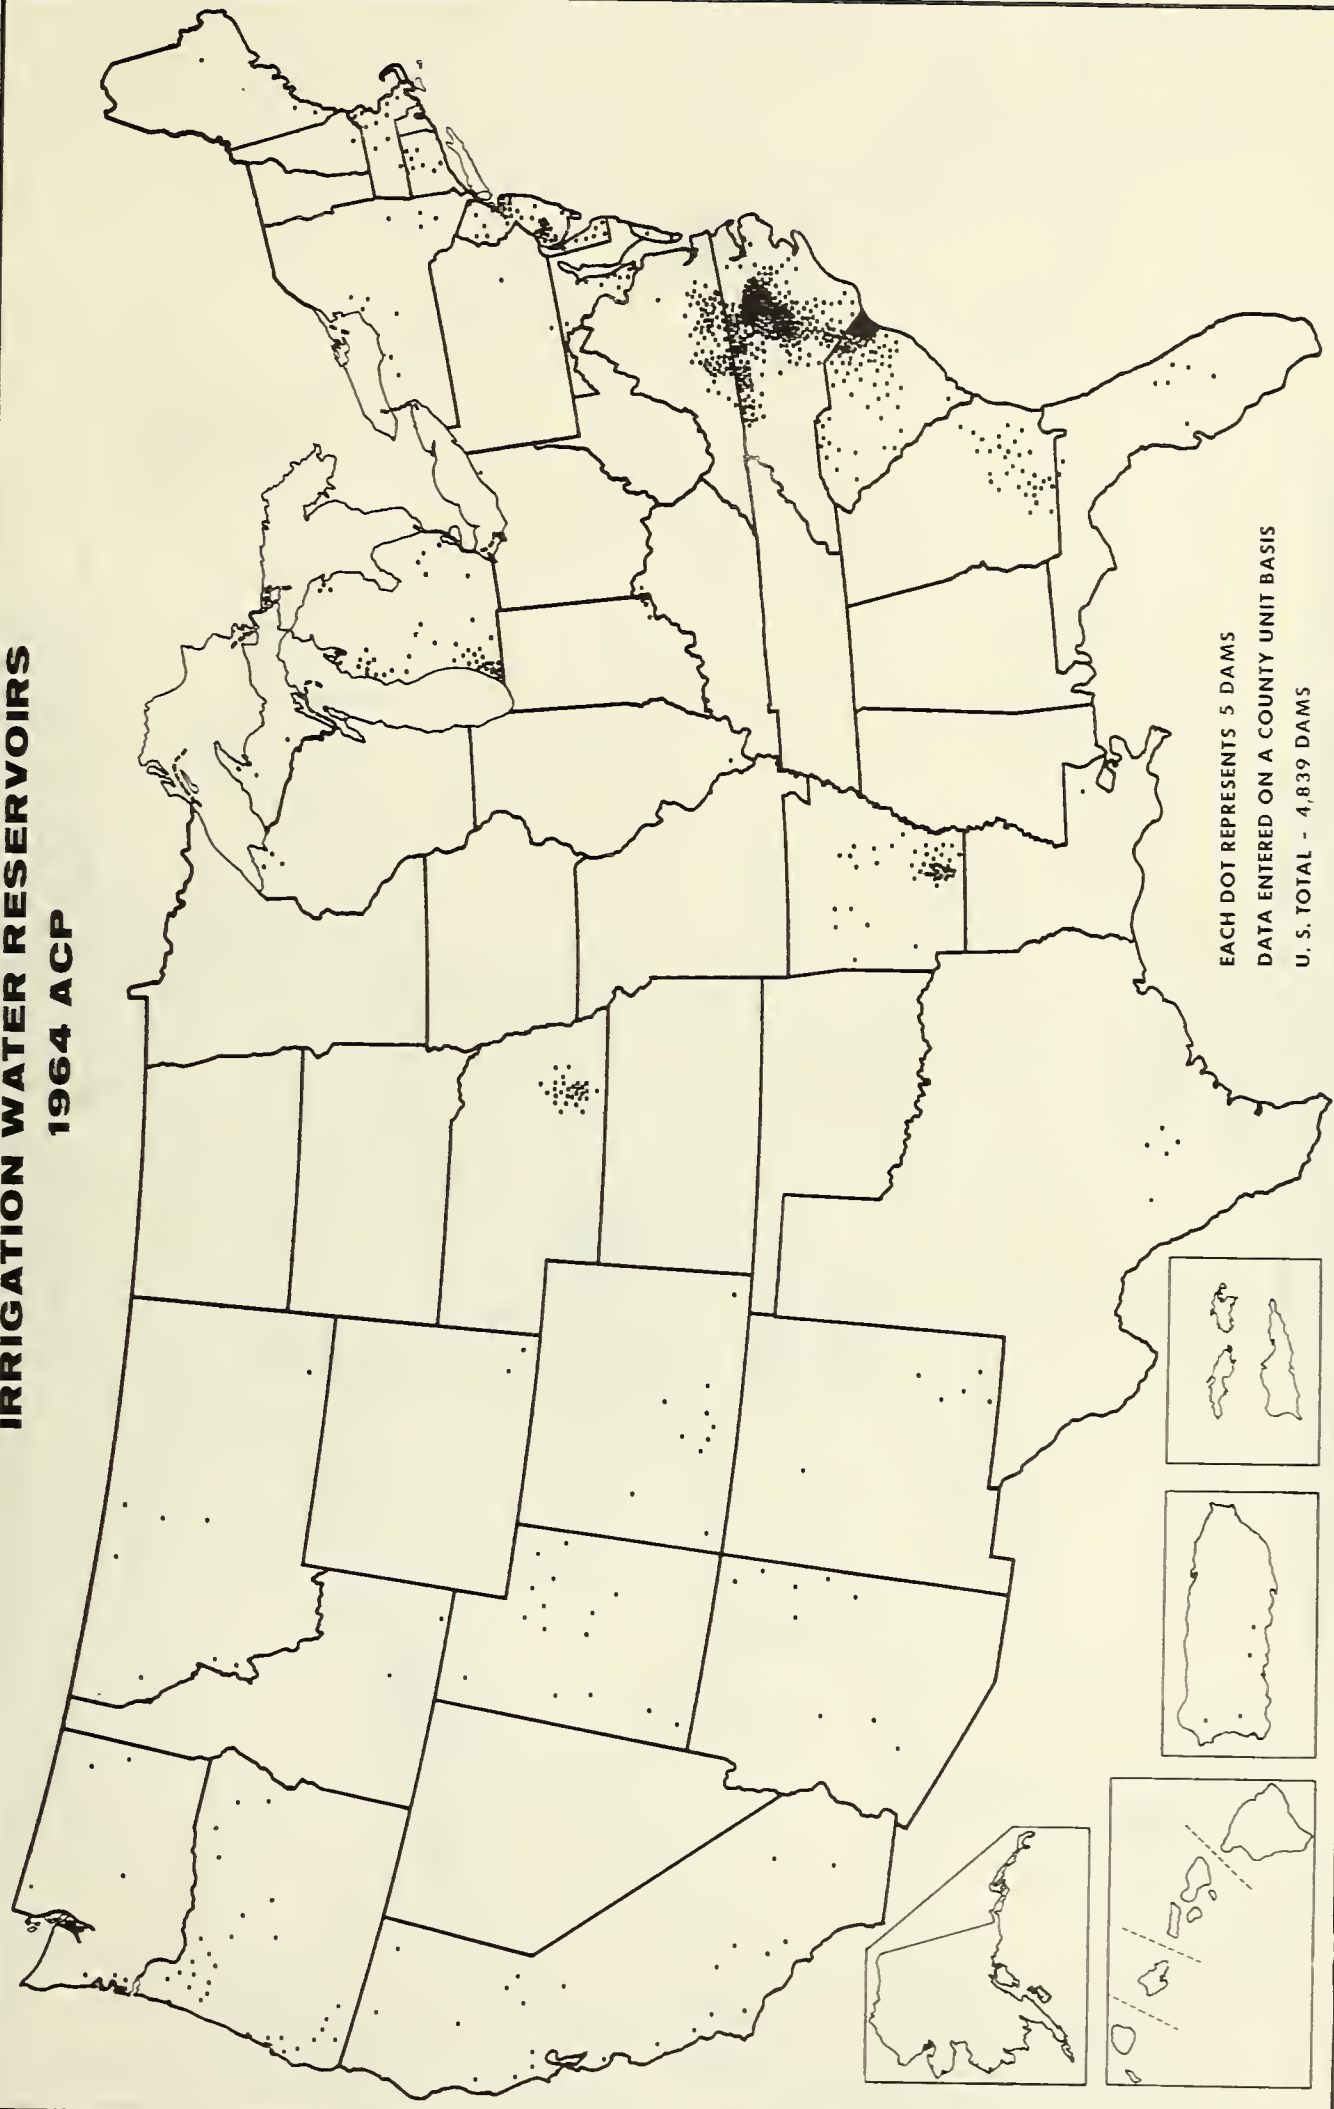 IRRIGATION WATER RESERVOIRS
1964 ACP
EACH DOT REPRESENTS 5 DAMS
DATA ENTERED ON A COUNTY UNIT BASIS
U. S. TOTAL - 4,839 DAMS